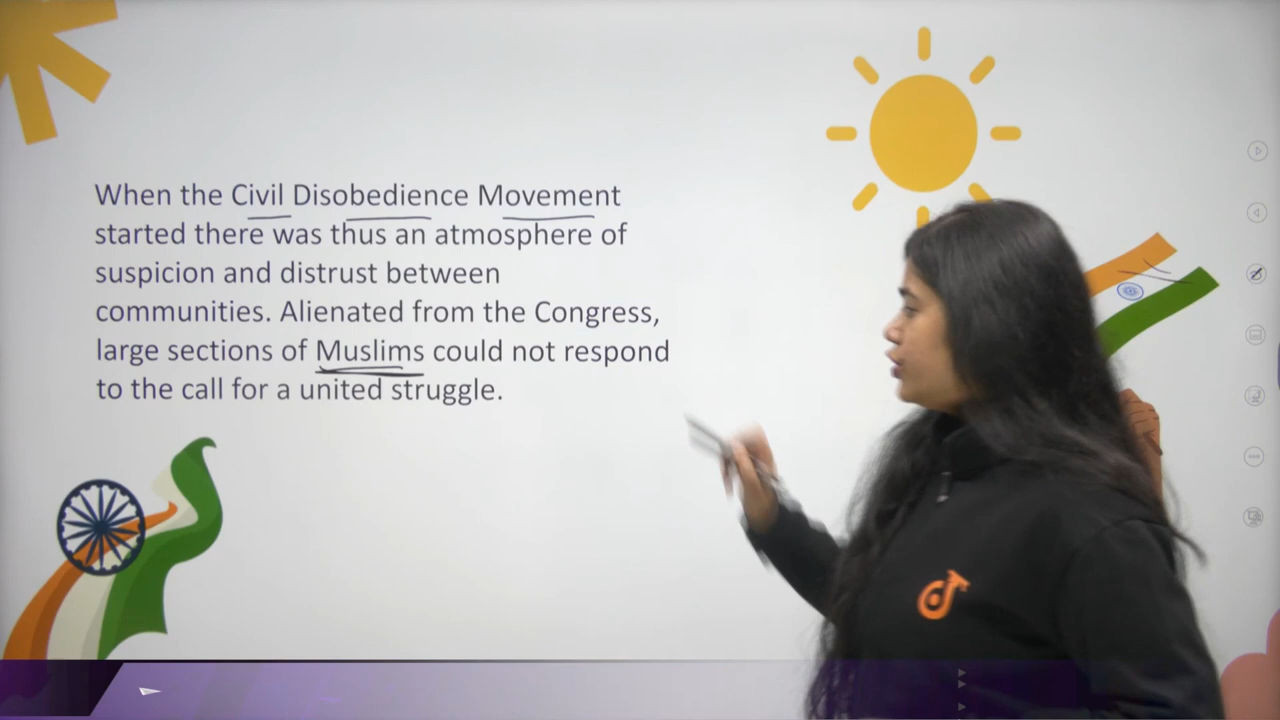 When the Civil Disobedience Movement
started there was thus an atmosphere of
suspicion and distrust between
communities. Alienated from the Congress,
large sections of Muslims could not respond
to the call for a united struggle.